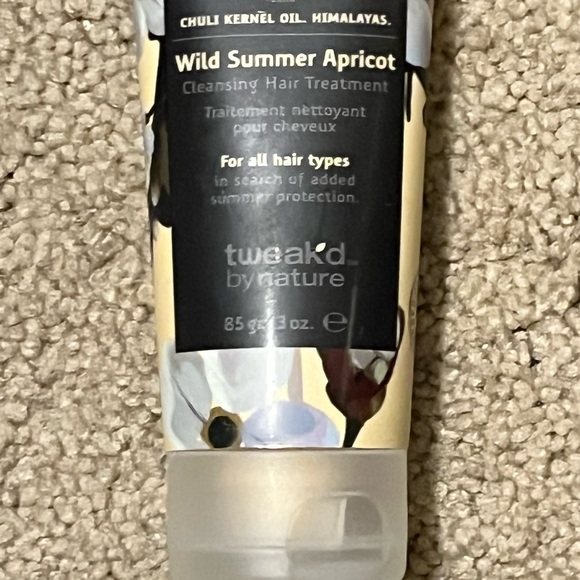 CHULI KERNEL OIL. HIMALAYAS.
Wild Summer Apricot
Cleansing Hair Treatment
Traitement nettoyant
pour cheveux
For all hair types
in search of added
summer protection.
tweak'd
by nature
85 gr./3 oz. ℮